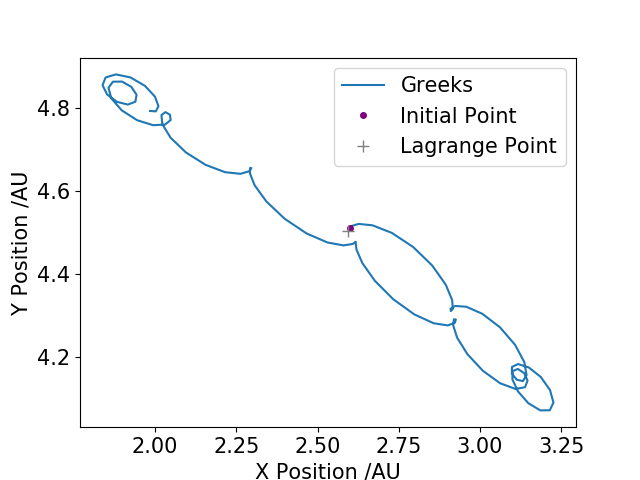 Greeks
Initial Point
Lagrange Point
4.8
4.6
4.4
4.2
Y Position /AU
2.00 2.25 2.50 2.75 3.00 3.25
X Position /AU